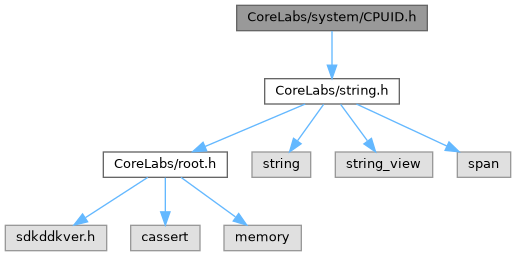 CoreLabs/system/CPUID.h
CoreLabs/string.h
CoreLabs/root.h
string
string_view
span
sdkddkver.h
cassert
memory